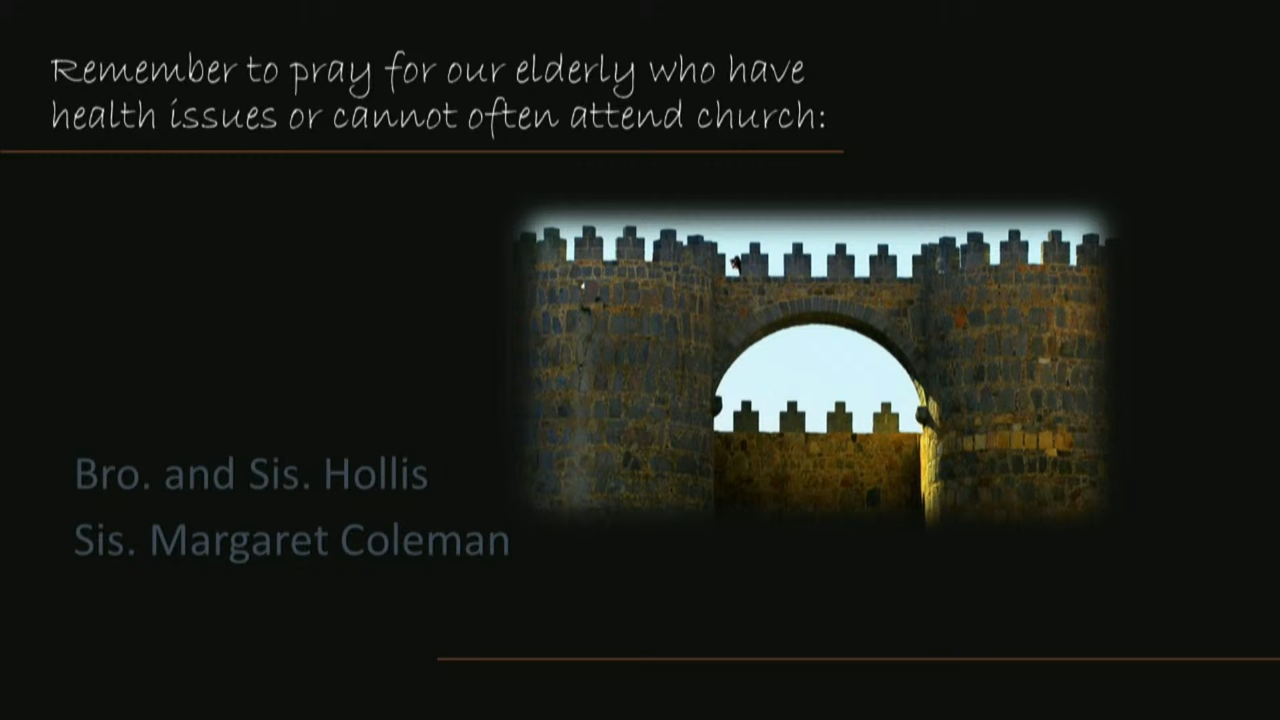 Remember to pray for our elderly who have
health issues or cannot often attend church:
Bro. and Sis. Hollis
Sis. Margaret Coleman